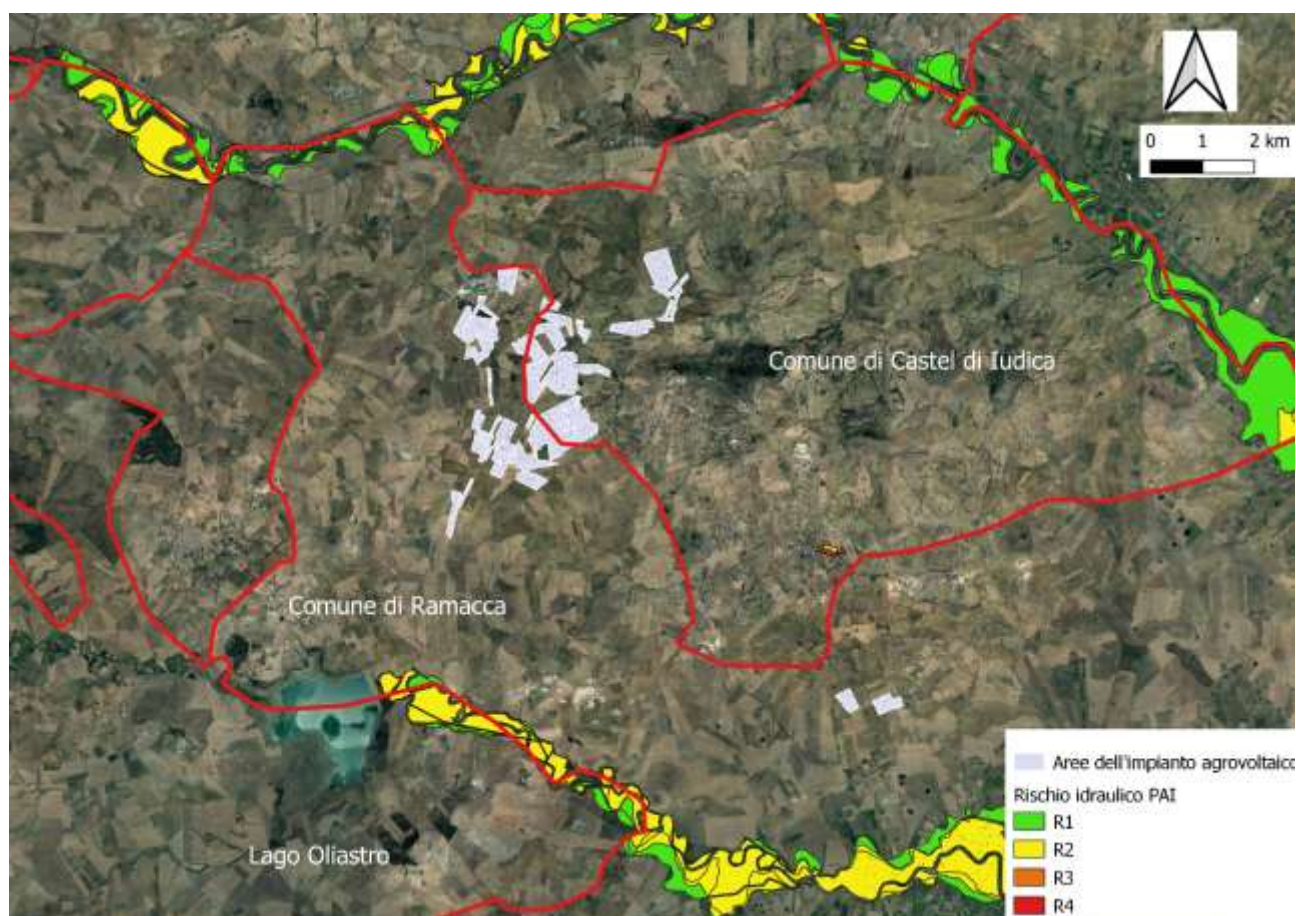 0 1 2 km
Comune di Castel di Iudica
Comune di Ramacca
Lago Oliastro
Aree dell'impianto agrovoltaico
Rischio idraulico PAI
R1
R2
R3
R4